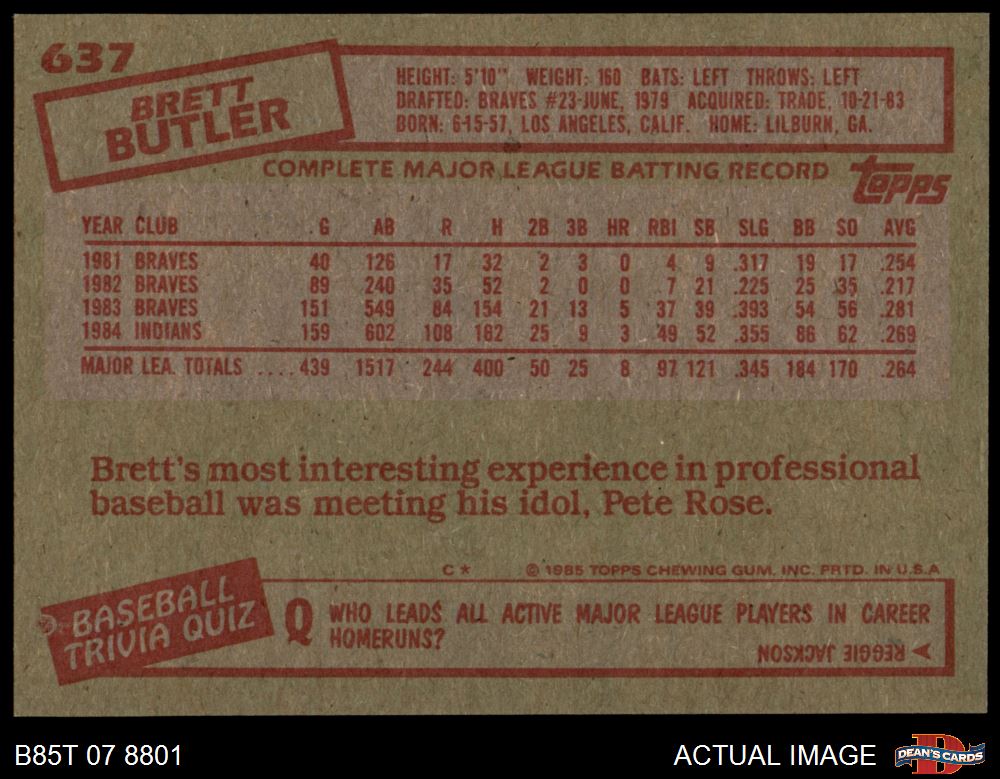 637
BRETT
BUTLER
HEIGHT: 5'10" WEIGHT: 160 BATS: LEFT THROWS: LEFT
DRAFTED: BRAVES #23-JUNE, 1979 ACQUIRED: TRADE, 10-21-83
BORN: 6-15-57, LOS ANGELES, CALIF. HOME: LILBURN, GA.
COMPLETE MAJOR LEAGUE BATTING RECORD
Topps
YEAR CLUB G AB R H 2B 3B HR RBI SB SLG BB SO AVG
1981 BRAVES 40 126 17 32 2 3 0 4 9 .317 19 17 .254
1982 BRAVES 89 240 35 52 2 0 0 7 21 .225 25 35 .217
1983 BRAVES 151 549 84 154 21 13 5 37 39 .393 54 56 .281
1984 INDIANS 159 602 108 162 25 9 3 49 52 .355 86 62 .269
MAJOR LEA. TOTALS .... 439 1517 244 400 50 25 8 97 121 .345 184 170 .264
Brett's most interesting experience in professional
baseball was meeting his idol, Pete Rose.
C * © 1985 TOPPS CHEWING GUM, INC. PRTD. IN U.S.A
BASEBALL
TRIVIA QUIZ
Q WHO LEADS ALL ACTIVE MAJOR LEAGUE PLAYERS IN CAREER
HOMERUNS?
REGGIE JACKSON
B85T 07 8801
ACTUAL IMAGE
DEAN'S CARDS